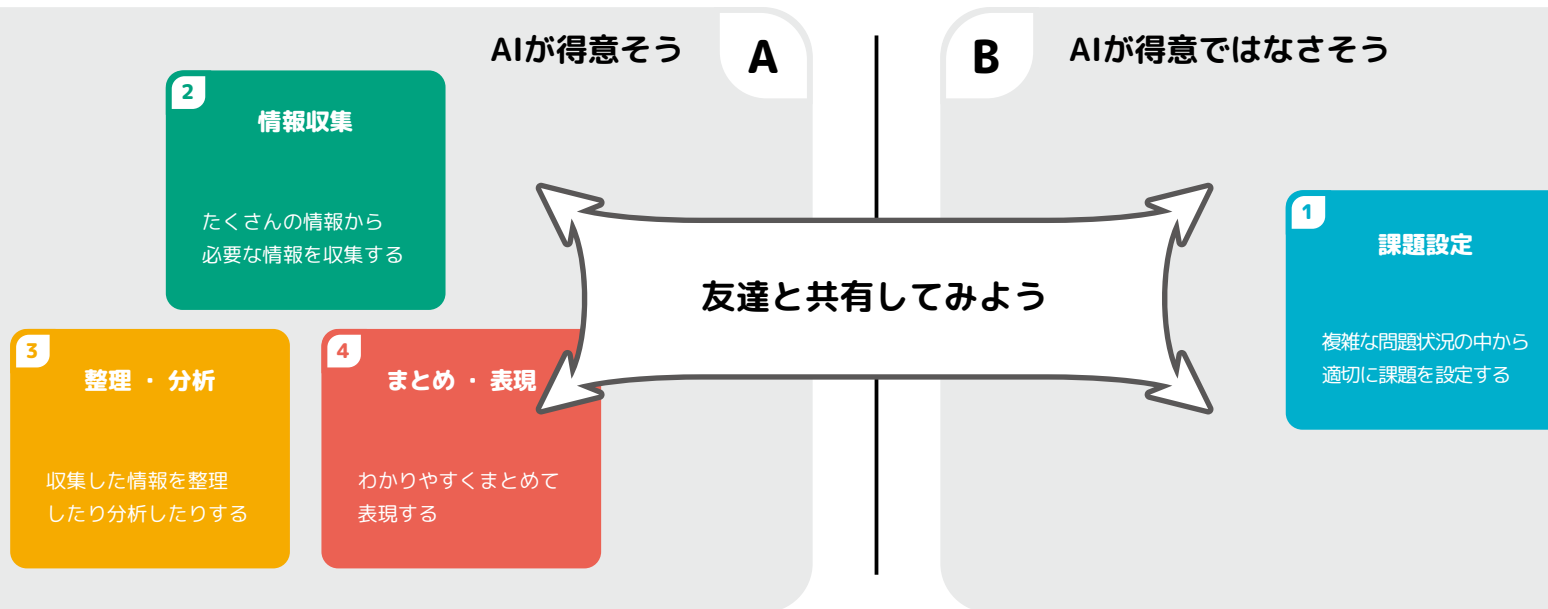 AIが得意そう
A
2
情報収集
たくさんの情報から
必要な情報を収集する
3
整理 ・ 分析
収集した情報を整理
したり分析したりする
4
まとめ ・ 表現
わかりやすくまとめて
表現する
友達と共有してみよう
B
AIが得意ではなさそう
1
課題設定
複雑な問題状況の中から
適切に課題を設定する